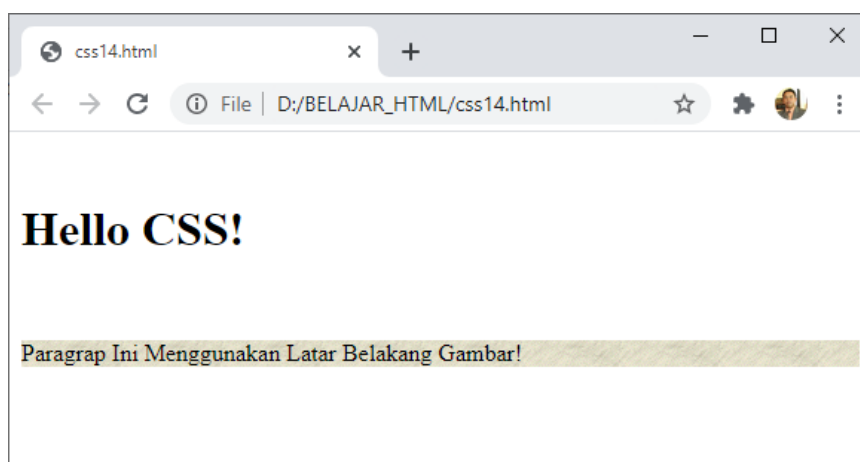 css14.html
File D:/BELAJAR_HTML/css14.html
Hello CSS!
Paragrap Ini Menggunakan Latar Belakang Gambar!